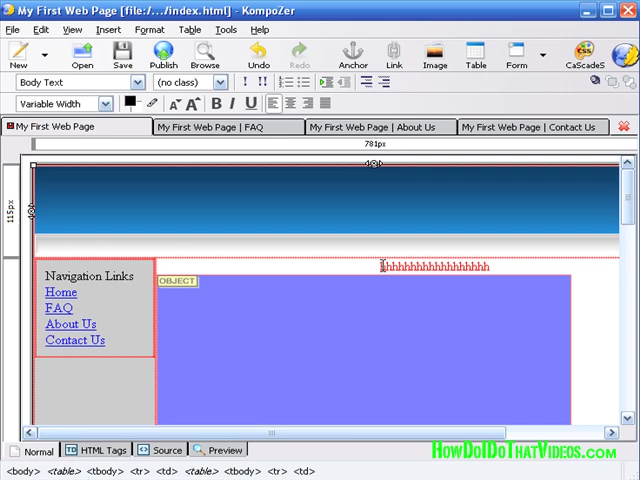 My First Web Page [file:/.../index.html] - KompoZer
File Edit View Insert Format Table Tools Help
New Open Save Publish Browse Undo Redo Anchor Link Image Table Form CaScadeS
Body Text (no class) ! !!
Variable Width A A B I U
My First Web Page My First Web Page | FAQ My First Web Page | About Us My First Web Page | Contact Us
781px
115px
Navigation Links
Home
FAQ
About Us
Contact Us
OBJECT
Normal TD HTML Tags <> Source Preview
HowDoIDoThatVideos.com
<body> <table> <tbody> <tr> <td> <table> <tbody> <tr> <td>